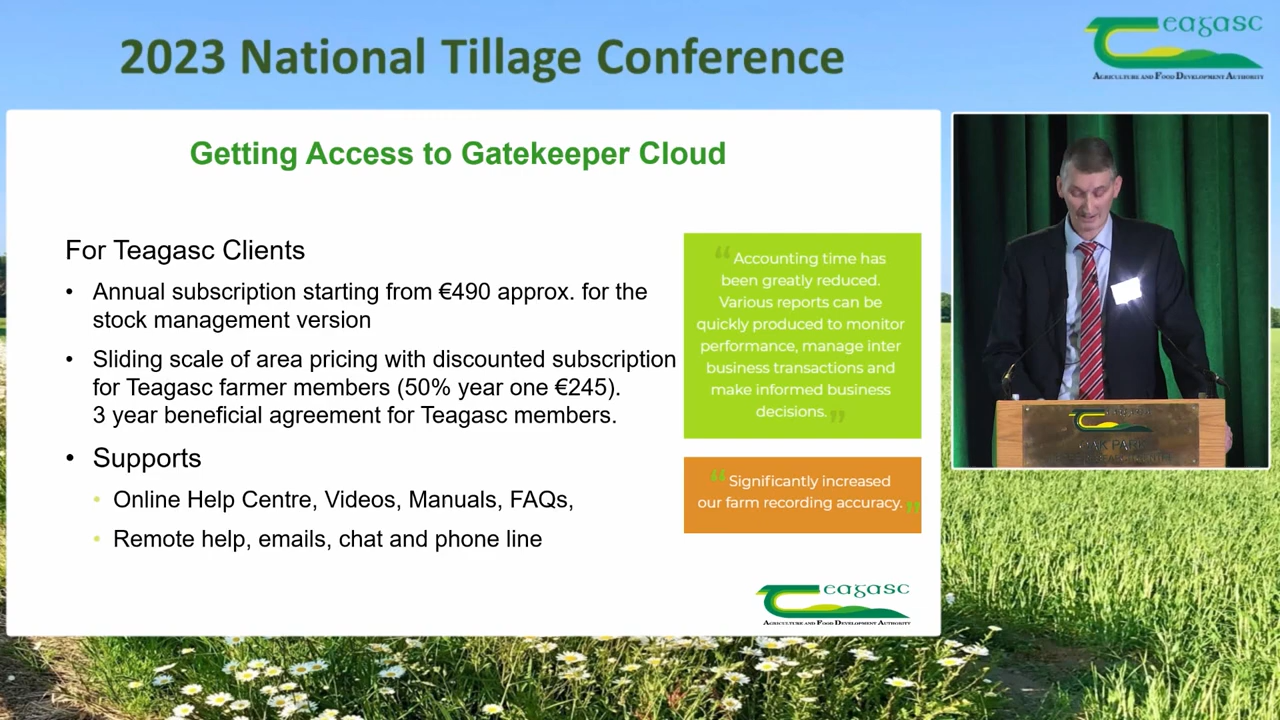 2023 National Tillage Conference
eagasc
AGRICULTURE AND FOOD DEVELOPMENT AUTHORITY
Getting Access to Gatekeeper Cloud
For Teagasc Clients
• Annual subscription starting from €490 approx. for the
stock management version
• Sliding scale of area pricing with discounted subscription
for Teagasc farmer members (50% year one €245).
3 year beneficial agreement for Teagasc members.
• Supports
• Online Help Centre, Videos, Manuals, FAQs,
• Remote help, emails, chat and phone line
“ Accounting time has
been greatly reduced.
Various reports can be
quickly produced to monitor
performance, manage inter
business transactions and
make informed business
decisions. ”
“ Significantly increased
our farm recording accuracy. ”
eagasc
AGRICULTURE AND FOOD DEVELOPMENT AUTHORITY
OAK PARK